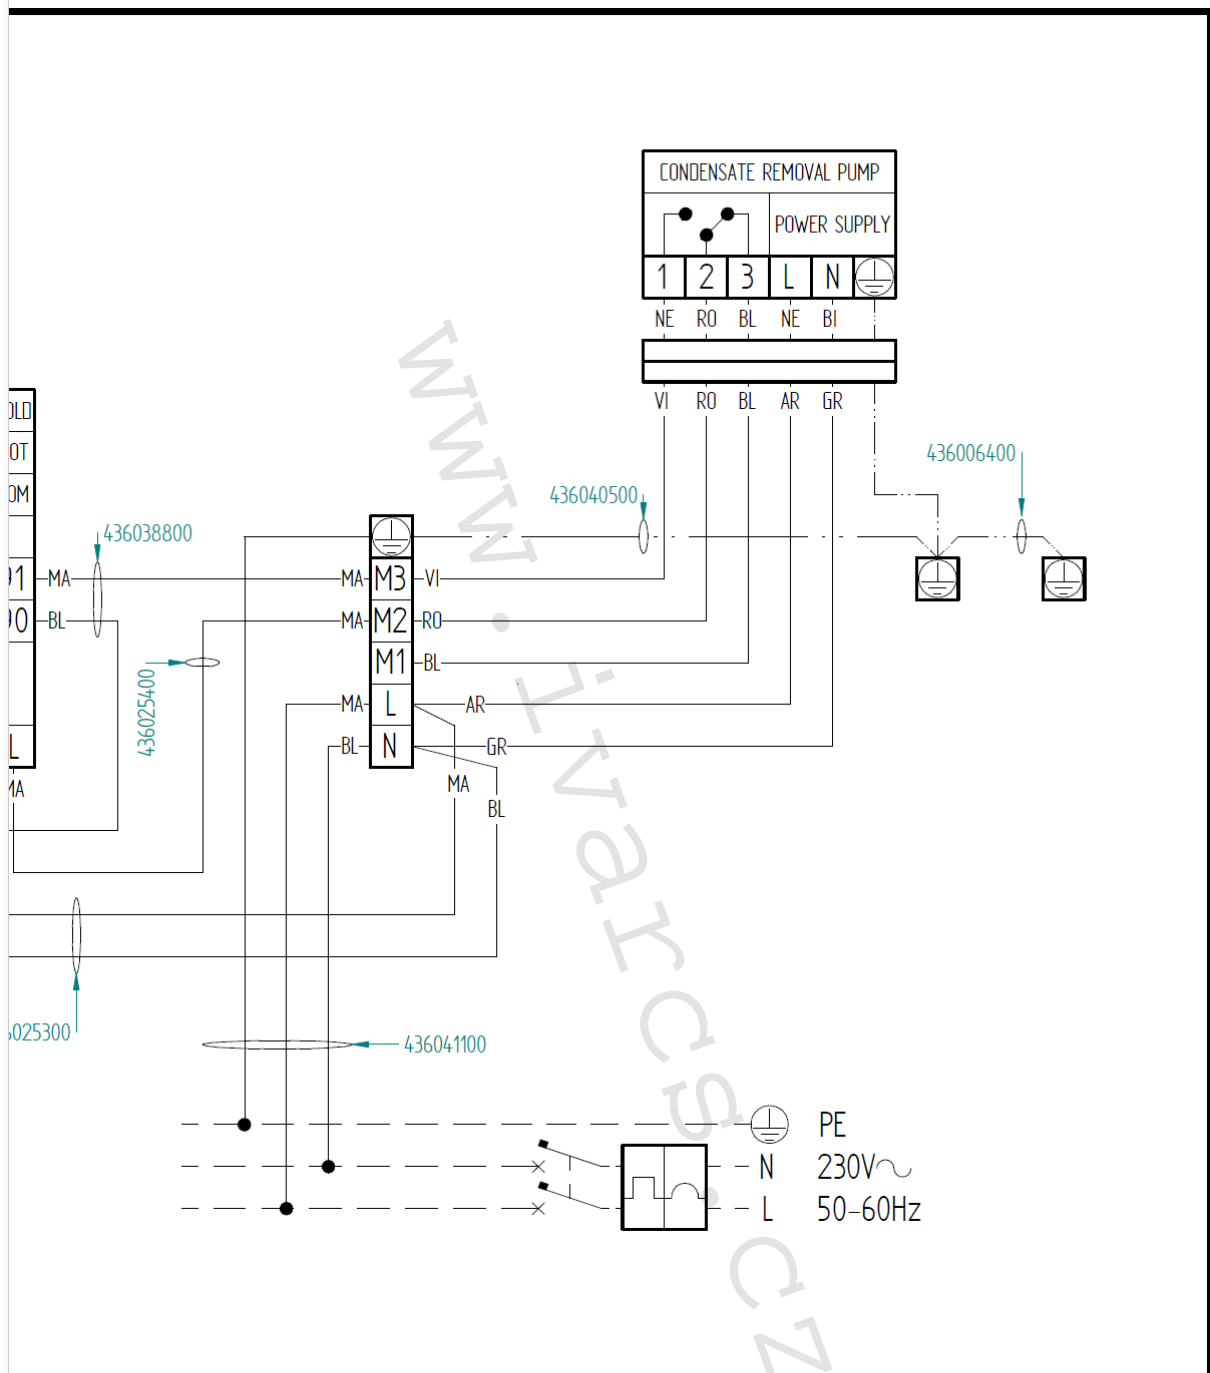 CONDENSATE REMOVAL PUMP
POWER SUPPLY
1 2 3 L N
NE RO BL NE BI
VI RO BL AR GR
436006400
436040500
436038800
MA MA M3 VI
BL MA M2 RO
M1 BL
436025400
MA L AR
L BL N GR
MA
BL
436041100
PE
N 230V~
L 50-60Hz
www.ivarcs.cz